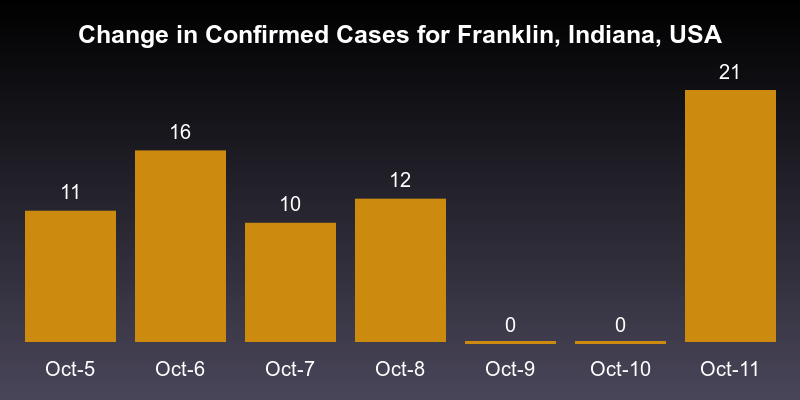 Change in Confirmed Cases for Franklin, Indiana, USA
21
16
11
10
12
0
0
Oct-5
Oct-6
Oct-7
Oct-8
Oct-9
Oct-10
Oct-11